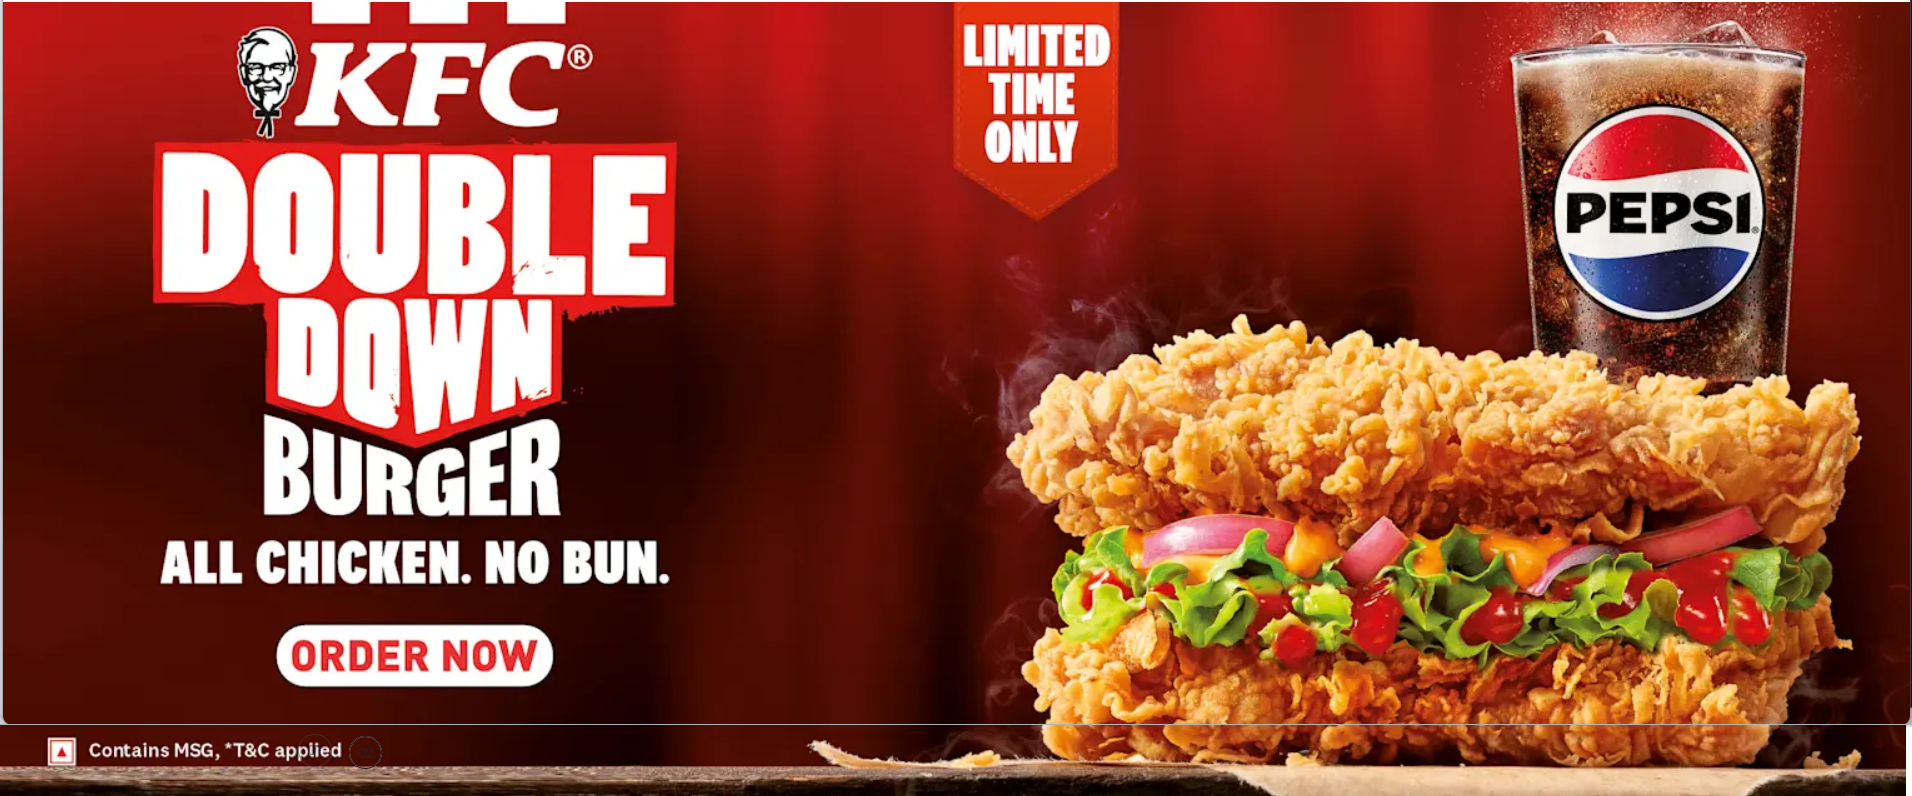 KFC®
LIMITED
TIME
ONLY
DOUBLE
DOWN
BURGER
ALL CHICKEN. NO BUN.
ORDER NOW
PEPSI®
Contains MSG, *T&C applied